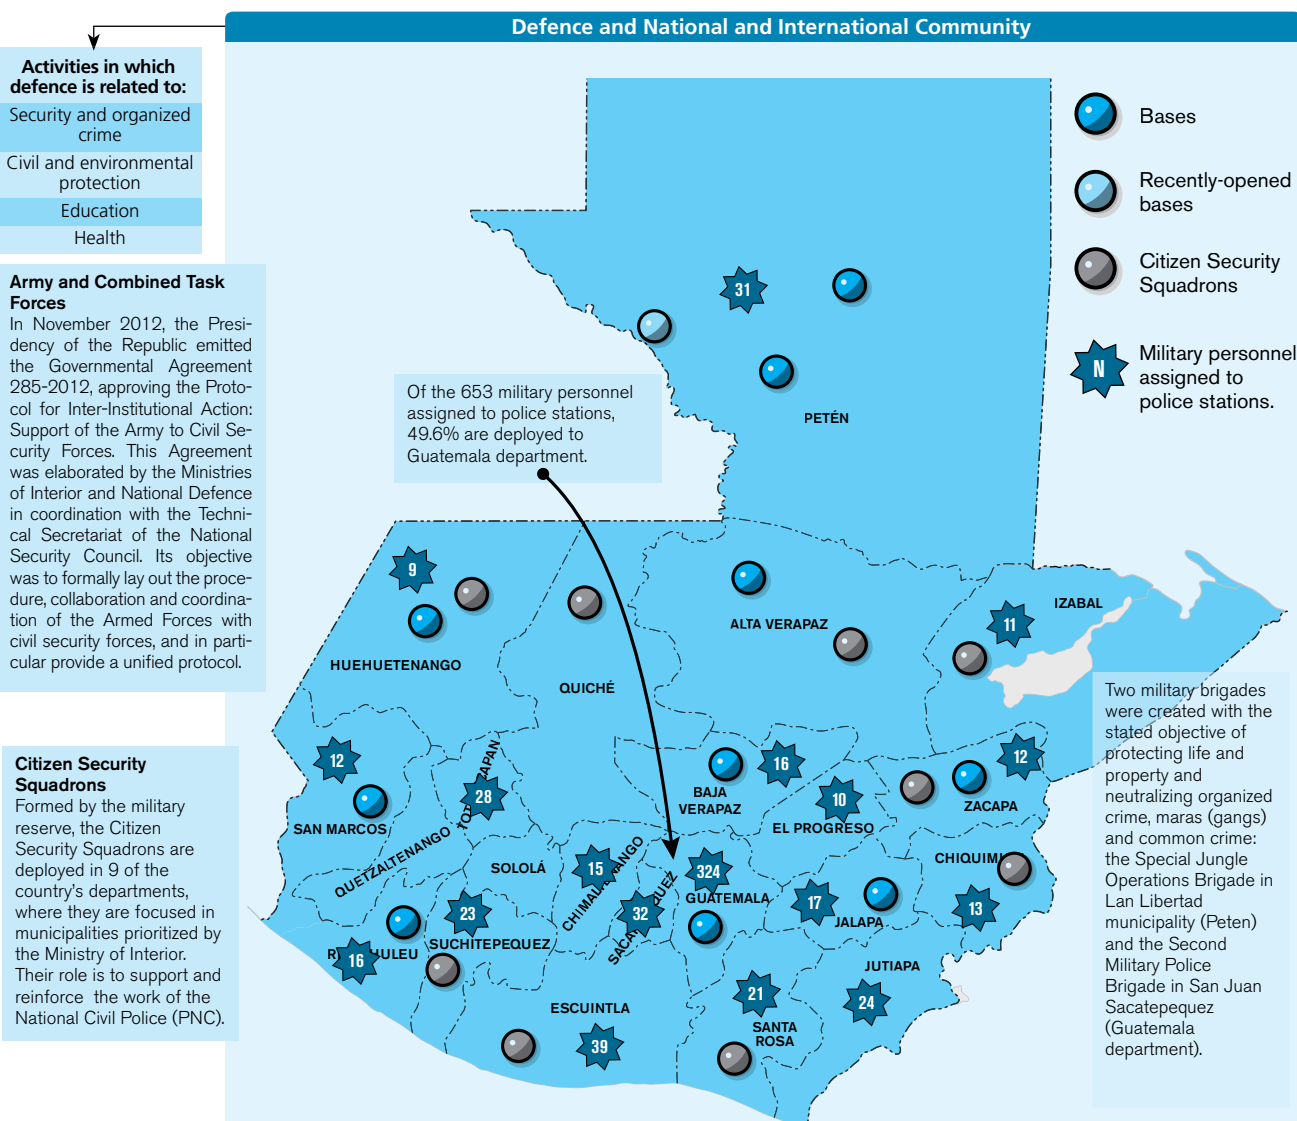 Defence and National and International Community
Activities in which
defence is related to:
Security and organized
crime
Civil and environmental
protection
Education
Health
Army and Combined Task
Forces
In November 2012, the Presi-
dency of the Republic emitted
the Governmental Agreement
285-2012, approving the Proto-
col for Inter-Institutional Action:
Support of the Army to Civil Se-
curity Forces. This Agreement
was elaborated by the Ministries
of Interior and National Defence
in coordination with the Techni-
cal Secretariat of the National
Security Council. Its objective
was to formally lay out the proce-
dure, collaboration and coordina-
tion of the Armed Forces with
civil security forces, and in parti-
cular provide a unified protocol.
Citizen Security
Squadrons
Formed by the military
reserve, the Citizen
Security Squadrons are
deployed in 9 of the
country's departments,
where they are focused in
municipalities prioritized by
the Ministry of Interior.
Their role is to support and
reinforce the work of the
National Civil Police (PNC).
Of the 653 military personnel
assigned to police stations,
49.6% are deployed to
Guatemala department.
Bases
Recently-opened
bases
Citizen Security
Squadrons
N
Military personnel
assigned to
police stations.
31
PETÉN
9
HUEHUETENANGO
QUICHÉ
ALTA VERAPAZ
11
IZABAL
12
SAN MARCOS
28
QUETZALTENANGO
16
BAJA
VERAPAZ
10
EL PROGRESO
12
ZACAPA
SOLOLÁ
15
324
GUATEMALA
32
17
JALAPA
13
23
SUCHITEPEQUEZ
16
ESCUINTLA
39
21
SANTA
ROSA
JUTIAPA
24
Two military brigades
were created with the
stated objective of
protecting life and
property and
neutralizing organized
crime, maras (gangs)
and common crime:
the Special Jungle
Operations Brigade in
Lan Libertad
municipality (Peten)
and the Second
Military Police
Brigade in San Juan
Sacatepequez
(Guatemala
department).